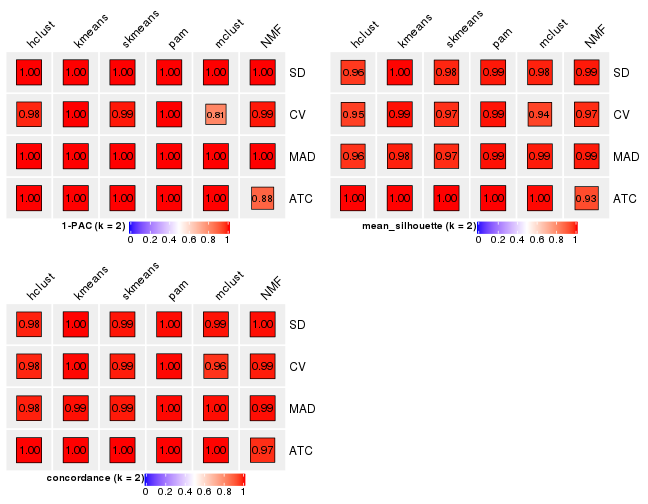 hclust kmeans skmeans pam mclust NMF
1.00 1.00 1.00 1.00 1.00 1.00 SD
0.98 1.00 0.99 1.00 0.81 0.99 CV
1.00 1.00 1.00 1.00 1.00 1.00 MAD
1.00 1.00 1.00 1.00 1.00 0.88 ATC
1-PAC (k = 2)
0 0.2 0.4 0.6 0.8 1
hclust kmeans skmeans pam mclust NMF
0.96 1.00 0.98 0.99 0.98 0.99 SD
0.95 0.99 0.97 0.99 0.94 0.97 CV
0.96 0.98 0.97 0.99 0.99 0.99 MAD
1.00 1.00 1.00 1.00 1.00 0.93 ATC
mean_silhouette (k = 2)
0 0.2 0.4 0.6 0.8 1
hclust kmeans skmeans pam mclust NMF
0.98 1.00 0.99 1.00 0.99 1.00 SD
0.98 1.00 0.99 1.00 0.96 0.99 CV
0.98 0.99 0.99 1.00 1.00 0.99 MAD
1.00 1.00 1.00 1.00 1.00 0.97 ATC
concordance (k = 2)
0 0.2 0.4 0.6 0.8 1